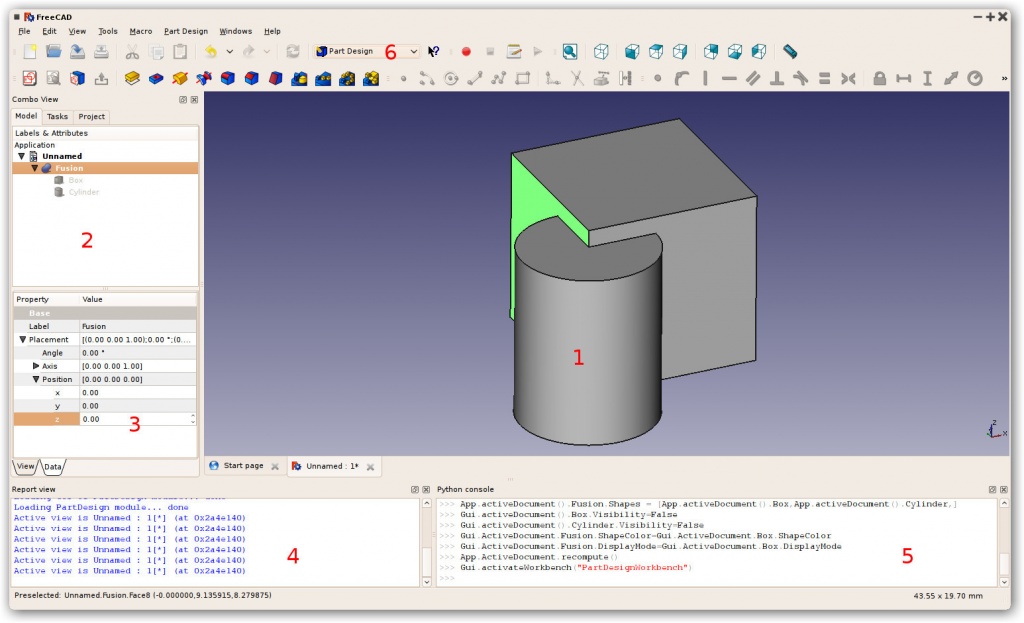 FreeCAD
File Edit View Tools Macro Part Design Windows Help
Part Design 6
Combo View
Model Tasks Project
Labels & Attributes
Application
Unnamed
Fusion
Box
Cylinder
2
Property Value
Base
Label Fusion
Placement [(0.00 0.00 1.00);0.00 °;(0....
Angle 0.00 °
Axis [0.00 0.00 1.00]
Position [0.00 0.00 0.00]
x 0.00
y 0.00
z 0.00
3
View Data
1
z
x
Start page Unnamed : 1*
Report view
Loading PartDesign module... done
Active view is Unnamed : 1[*] (at 0x2a4e140)
Active view is Unnamed : 1[*] (at 0x2a4e140)
Active view is Unnamed : 1[*] (at 0x2a4e140)
Active view is Unnamed : 1[*] (at 0x2a4e140)
Active view is Unnamed : 1[*] (at 0x2a4e140)
Active view is Unnamed : 1[*] (at 0x2a4e140)
4
Python console
>>> App.activeDocument().Fusion.Shapes = [App.activeDocument().Box,App.activeDocument().Cylinder,]
>>> Gui.activeDocument().Box.Visibility=False
>>> Gui.activeDocument().Cylinder.Visibility=False
>>> Gui.ActiveDocument.Fusion.ShapeColor=Gui.ActiveDocument.Box.ShapeColor
>>> Gui.ActiveDocument.Fusion.DisplayMode=Gui.ActiveDocument.Box.DisplayMode
>>> App.ActiveDocument.recompute()
>>> Gui.activateWorkbench("PartDesignWorkbench")
>>>
5
Preselected: Unnamed.Fusion.Face8 (-0.000000,9.135915,8.279875)
43.55 x 19.70 mm